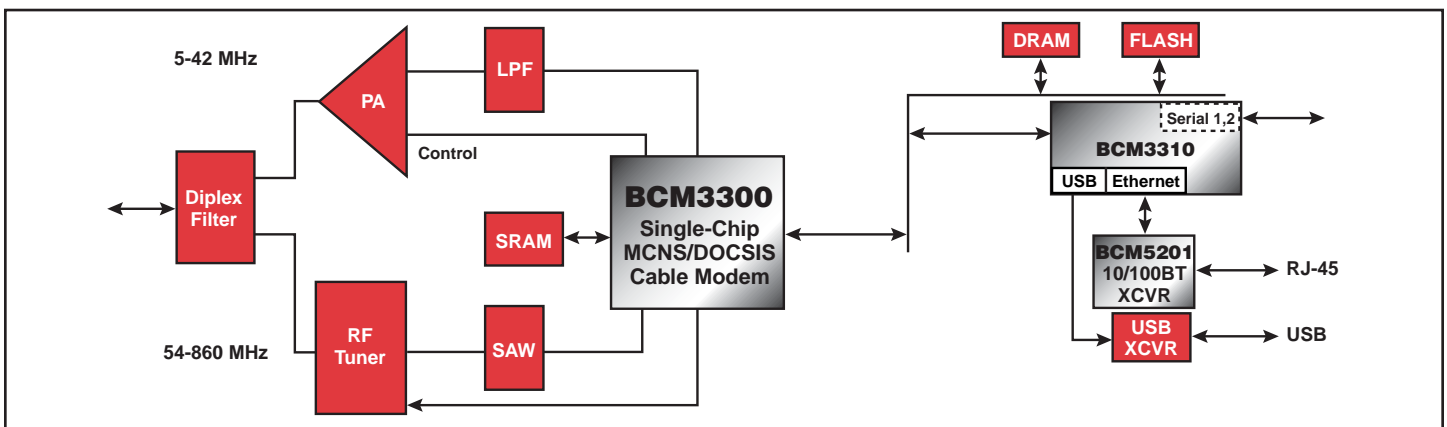 5-42 MHz
PA
LPF
Control
Diplex
Filter
54-860 MHz
RF
Tuner
SAW
SRAM
BCM3300
Single-Chip
MCNS/DOCSIS
Cable Modem
DRAM
FLASH
Serial 1,2
BCM3310
USB
Ethernet
BCM5201
10/100BT
XCVR
RJ-45
USB
XCVR
USB